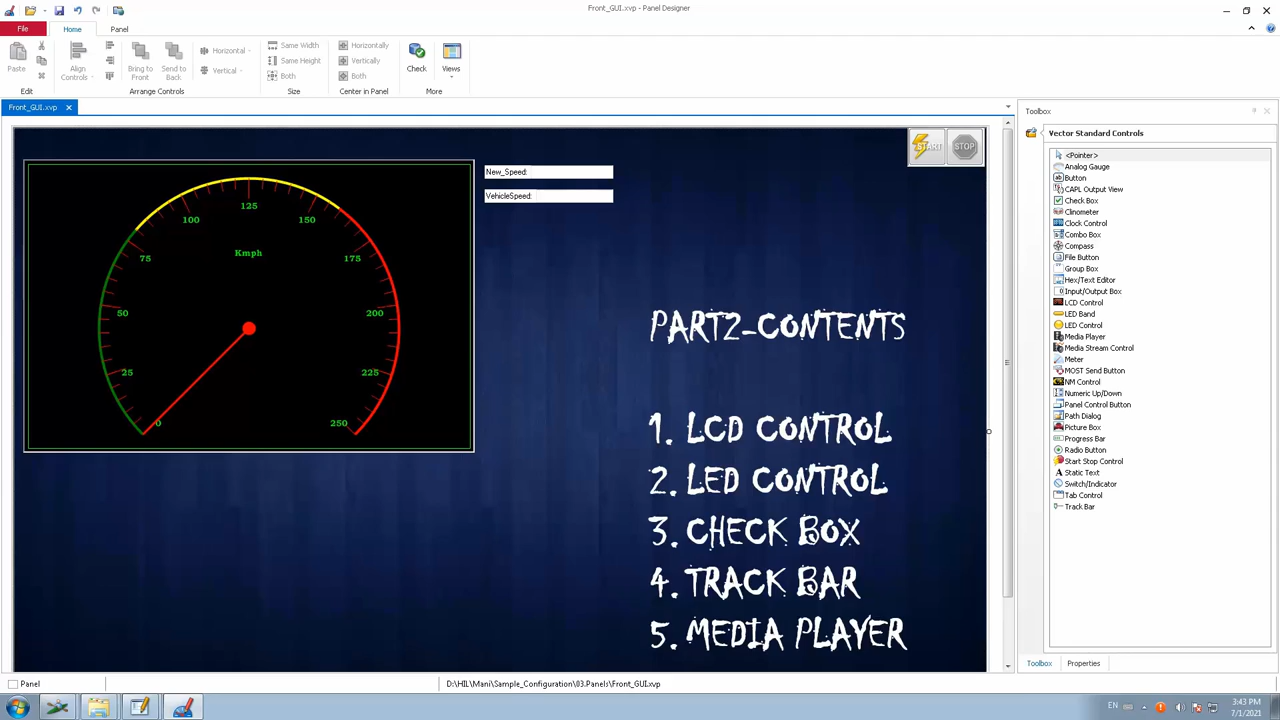 Front_GUI.xvp - Panel Designer
File
Home
Panel
Paste
Edit
Align
Controls
Bring to
Front
Send to
Back
Horizontal
Vertical
Arrange Controls
Same Width
Same Height
Both
Size
Horizontally
Vertically
Both
Center in Panel
Check
Views
More
Front_GUI.xvp
START
STOP
New_Speed:
VehicleSpeed:
0
25
50
75
100
125
150
175
200
225
250
Kmph
PART2-CONTENTS
1. LCD CONTROL
2. LED CONTROL
3. CHECK BOX
4. TRACK BAR
5. MEDIA PLAYER
Toolbox
Vector Standard Controls
<Pointer>
Analog Gauge
Button
CAPL Output View
Check Box
Clinometer
Clock Control
Combo Box
Compass
File Button
Group Box
Hex/Text Editor
Input/Output Box
LCD Control
LED Band
LED Control
Media Player
Media Stream Control
Meter
MOST Send Button
NM Control
Numeric Up/Down
Panel Control Button
Path Dialog
Picture Box
Progress Bar
Radio Button
Start Stop Control
Static Text
Switch/Indicator
Tab Control
Track Bar
Toolbox
Properties
Panel
D:\HIL\Mani\Sample_Configuration\03.Panels\Front_GUI.xvp
EN
3:43 PM
7/1/2021